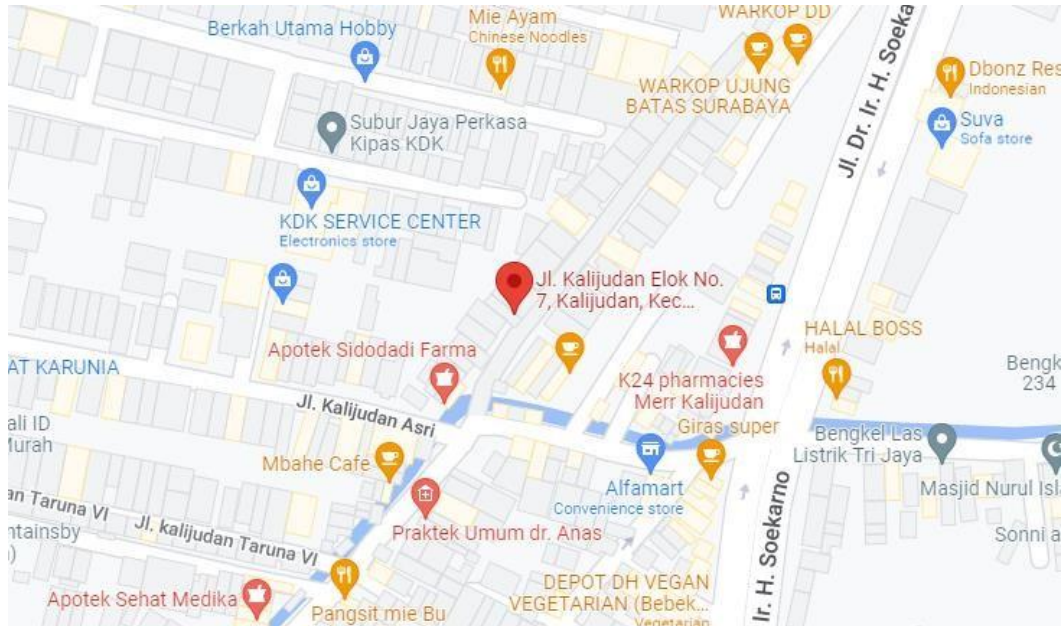 WARKOP DD
Mie Ayam
Chinese Noodles
Berkah Utama Hobby
WARKOP UJUNG
BATAS SURABAYA
Jl. Dr. Ir. H. Soeka
Dbonz Res
Indonesian
Suva
Sofa store
Subur Jaya Perkasa
Kipas KDK
KDK SERVICE CENTER
Electronics store
Jl. Kalijudan Elok No.
7, Kalijudan, Kec...
HALAL BOSS
Halal
Apotek Sidodadi Farma
AT KARUNIA
K24 pharmacies
Merr Kalijudan
Bengk
234
Jl. Kalijudan Asri
Giras super
ali ID
Murah
Bengkel Las
Listrik Tri Jaya
Mbahe Cafe
Alfamart
Convenience store
Masjid Nurul Isla
an Taruna VI
Jl. kalijudan Taruna VI
Praktek Umum dr. Anas
Ir. H. Soekarno
ntainsby
)
Sonni a
DEPOT DH VEGAN
VEGETARIAN (Bebek...
Vegetarian
Apotek Sehat Medika
Pangsit mie Bu